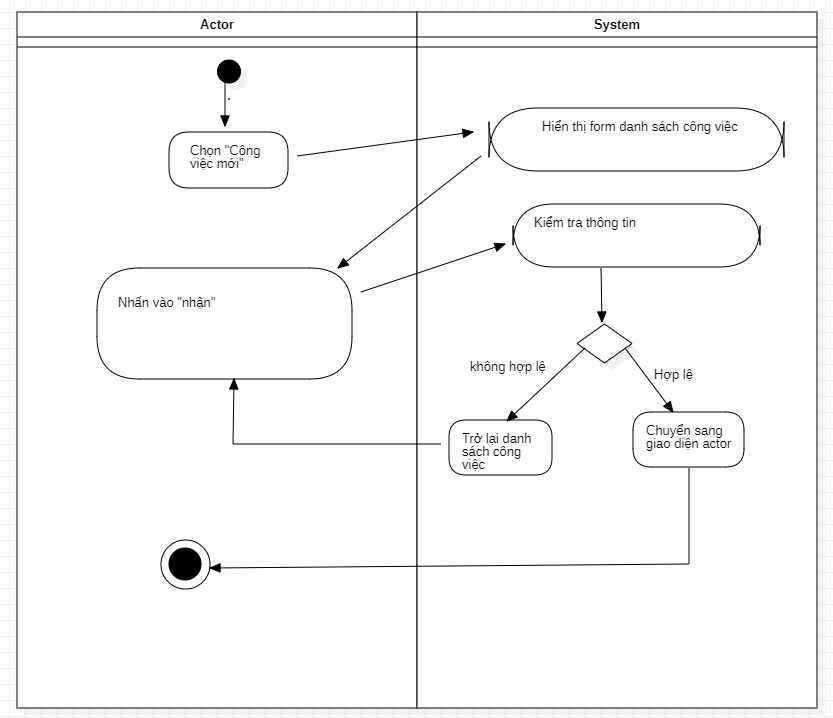 Actor
System
Chọn "Công
việc mới"
Hiển thị form danh sách công việc
Kiểm tra thông tin
Nhấn vào "nhận"
không hợp lệ
Hợp lệ
Trở lại danh
sách công
việc
Chuyển sang
giao diện actor